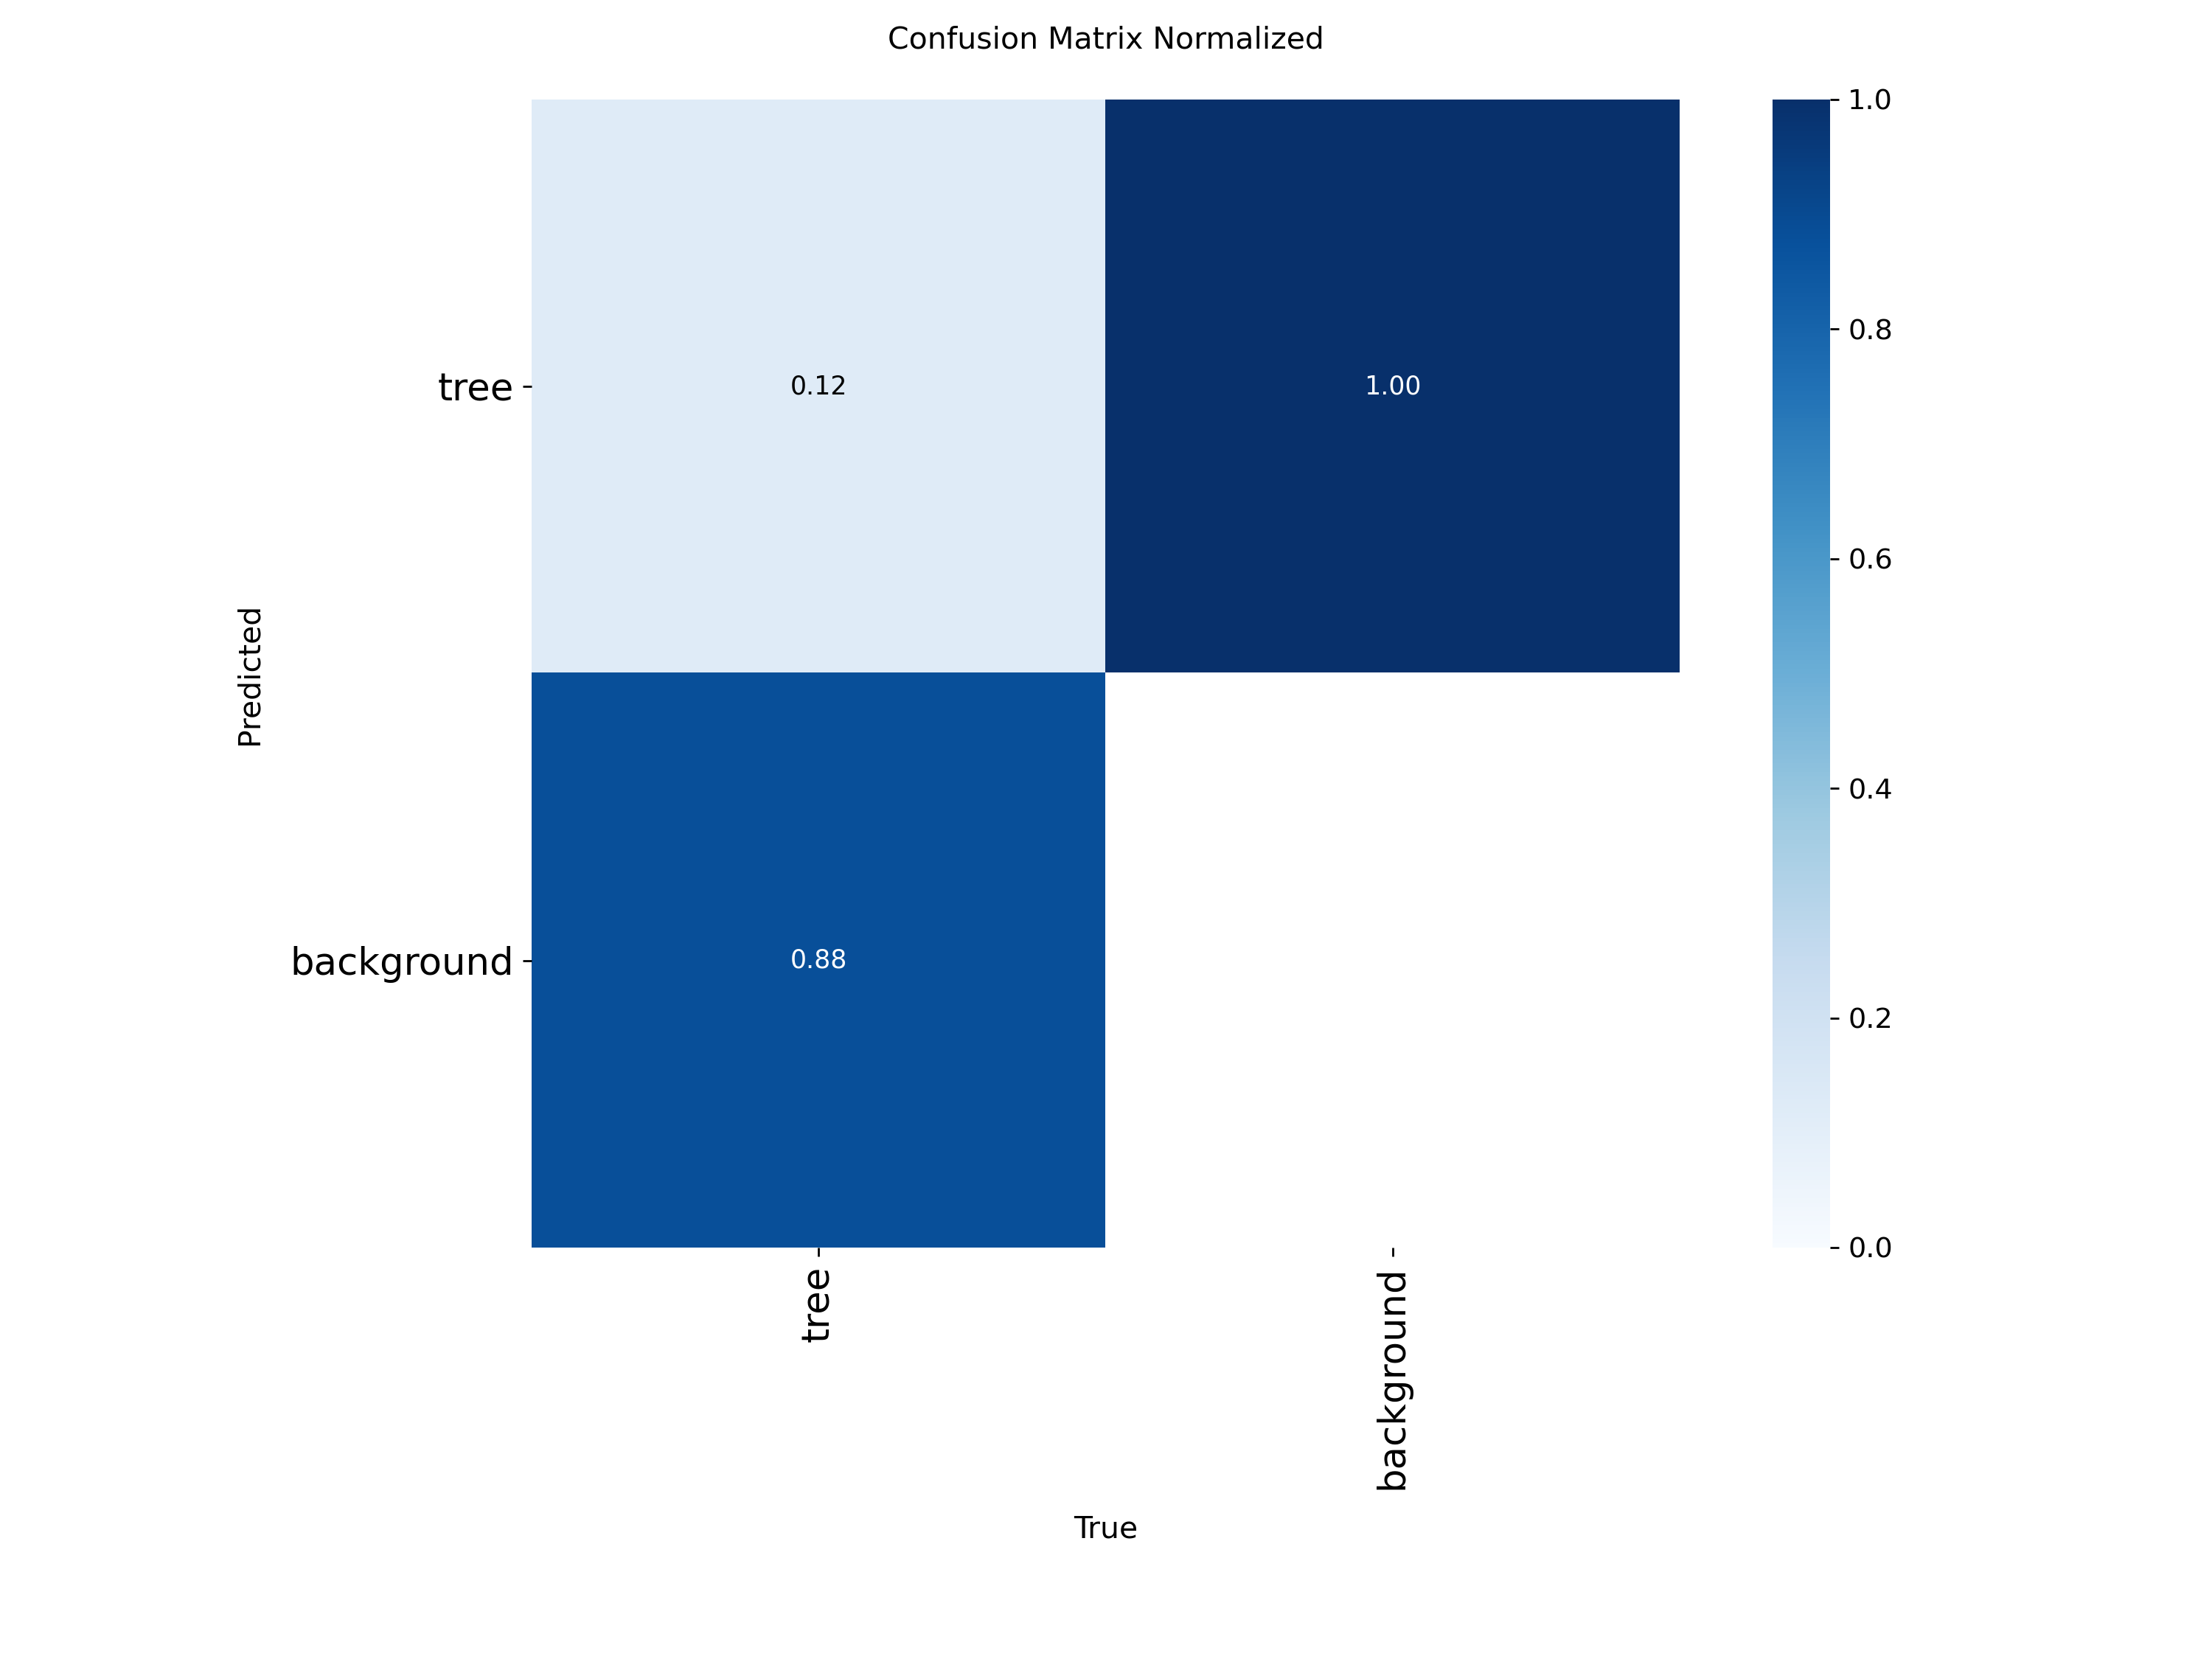 Confusion Matrix Normalized
Predicted
tree
background
0.12
1.00
0.88
tree
background
True
1.0
0.8
0.6
0.4
0.2
0.0